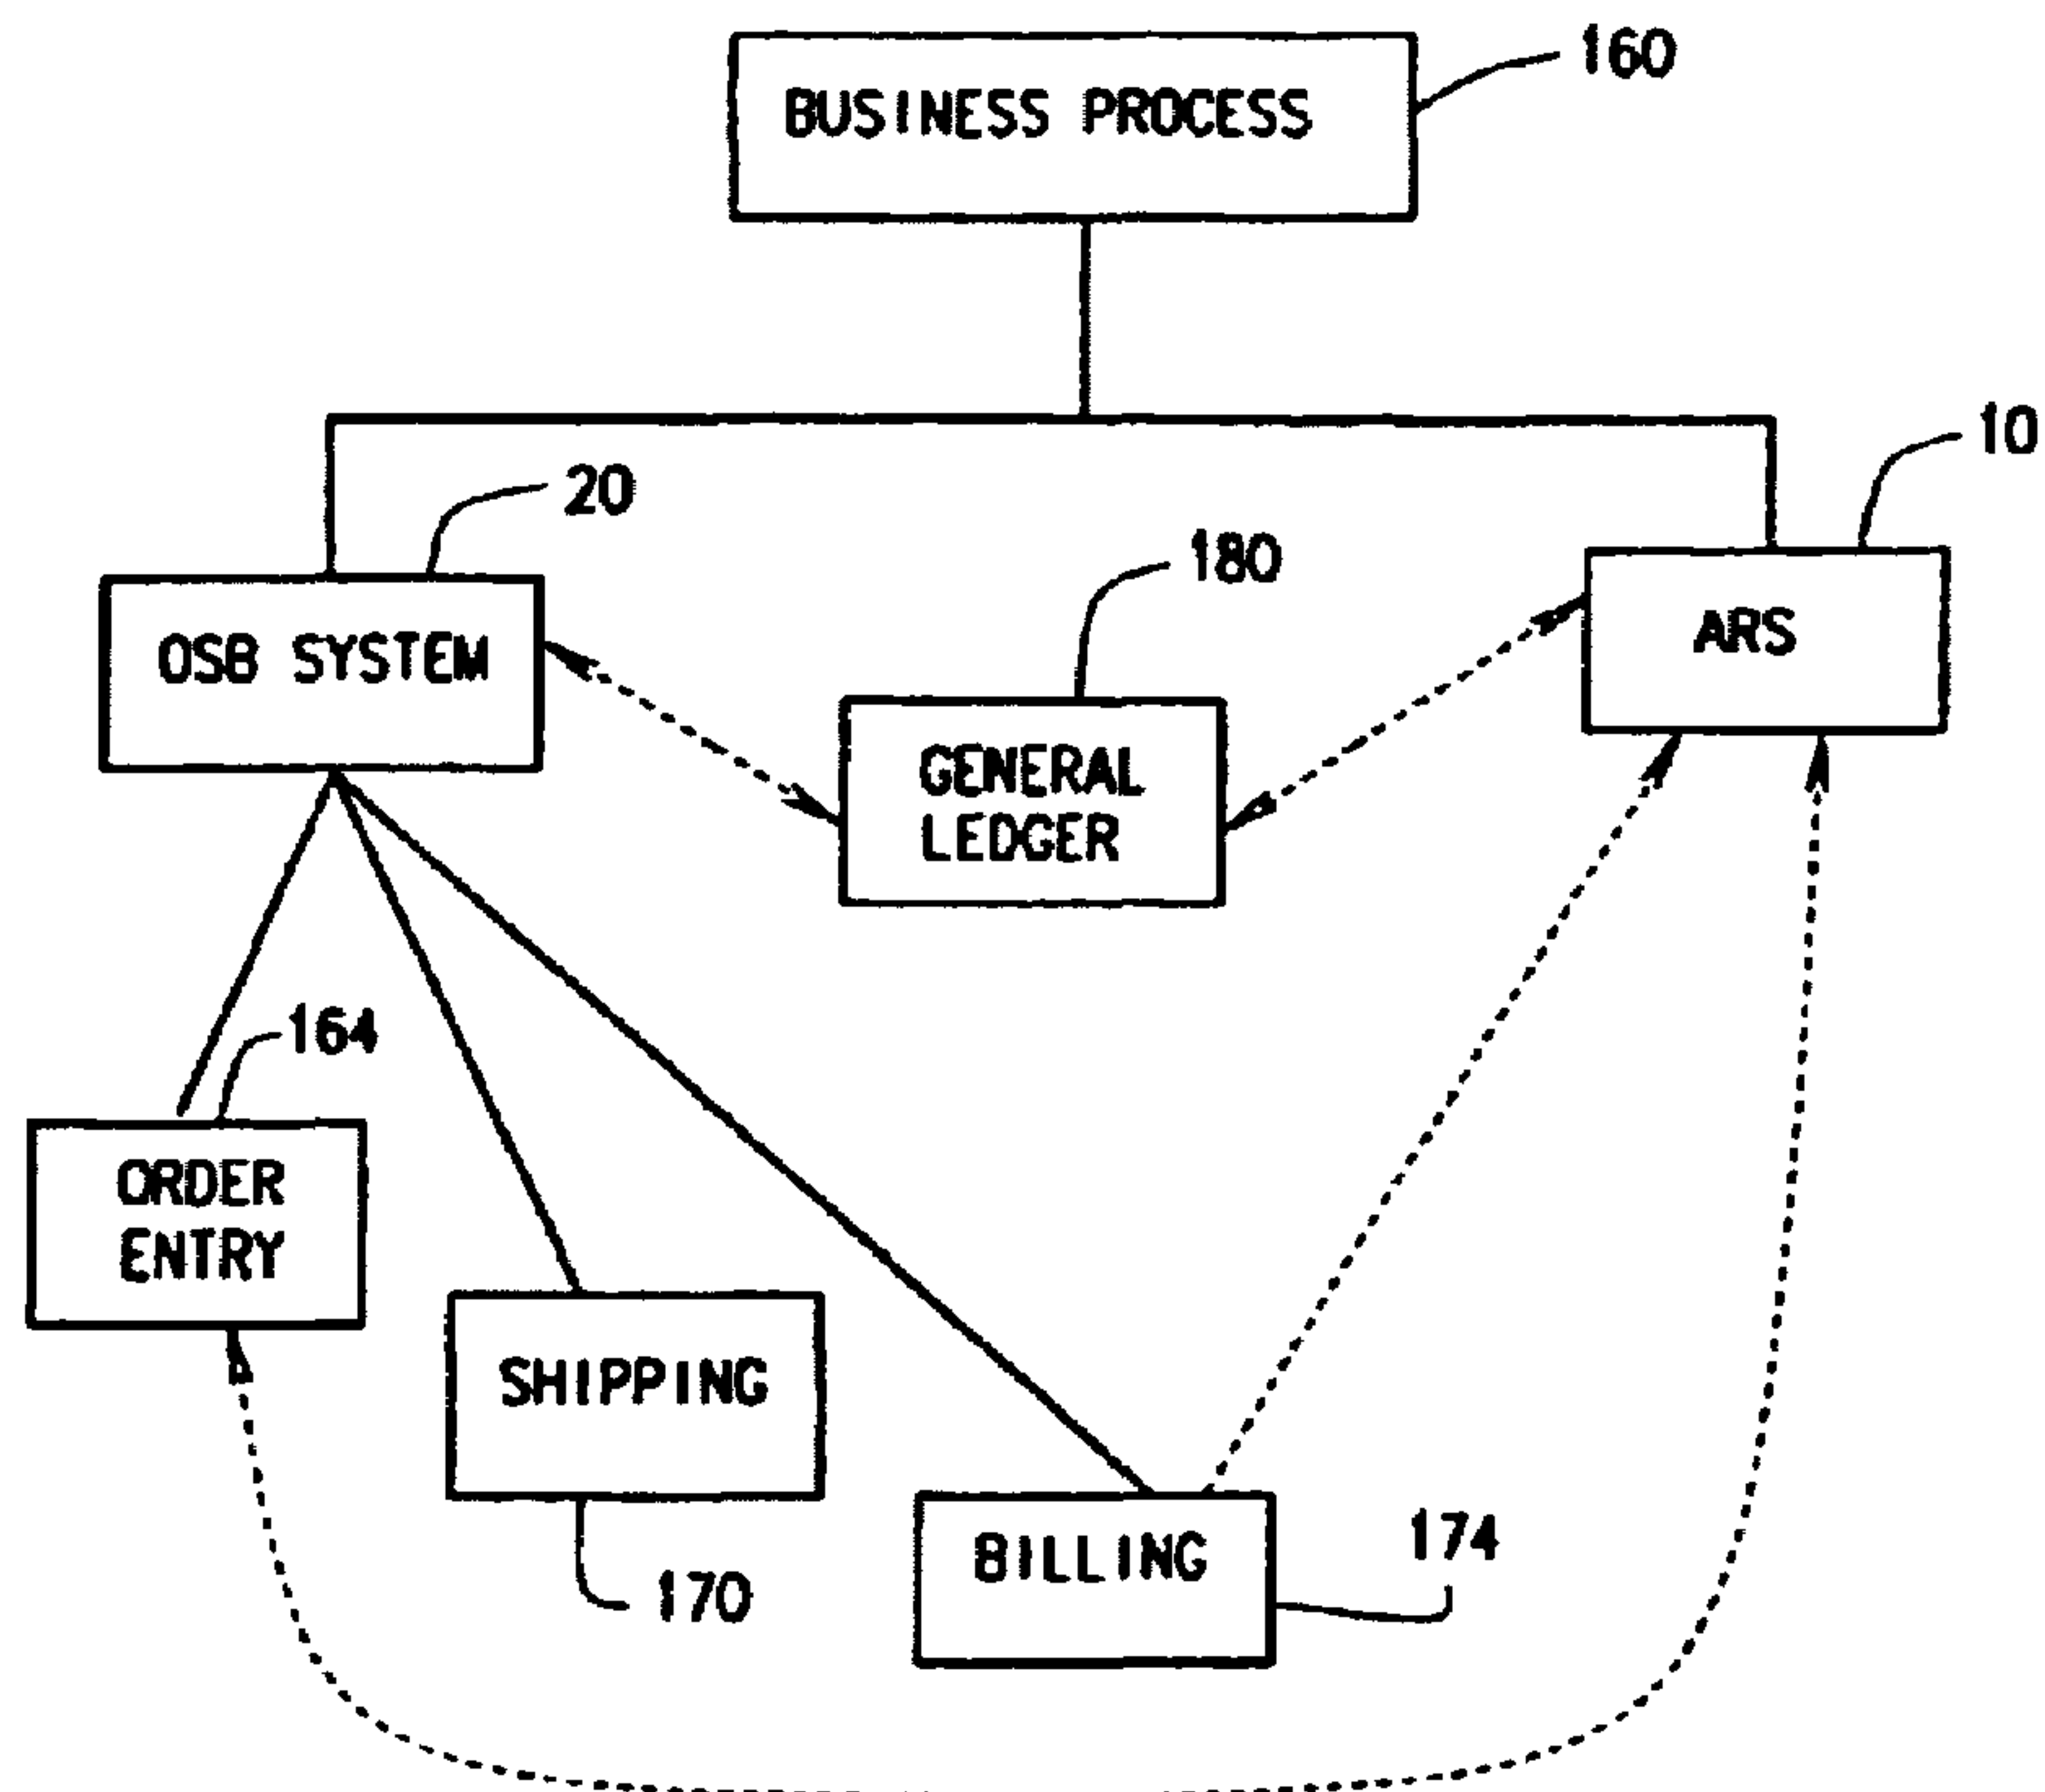 BUSINESS PROCESS
160
10
20
180
OSB SYSTEM
ARS
GENERAL
LEDGER
164
ORDER
ENTRY
SHIPPING
BILLING
174
170